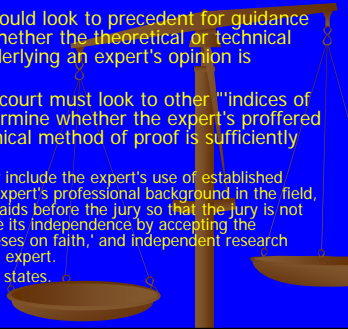 ould look to precedent for guidance
hether the theoretical or technical
derlying an expert's opinion is
court must look to other "'indices of
ermine whether the expert's proffered
nical method of proof is sufficiently
include the expert's use of established
xpert's professional background in the field,
aids before the jury so that the jury is not
e its independence by accepting the
eses on faith,' and independent research
expert.
states.